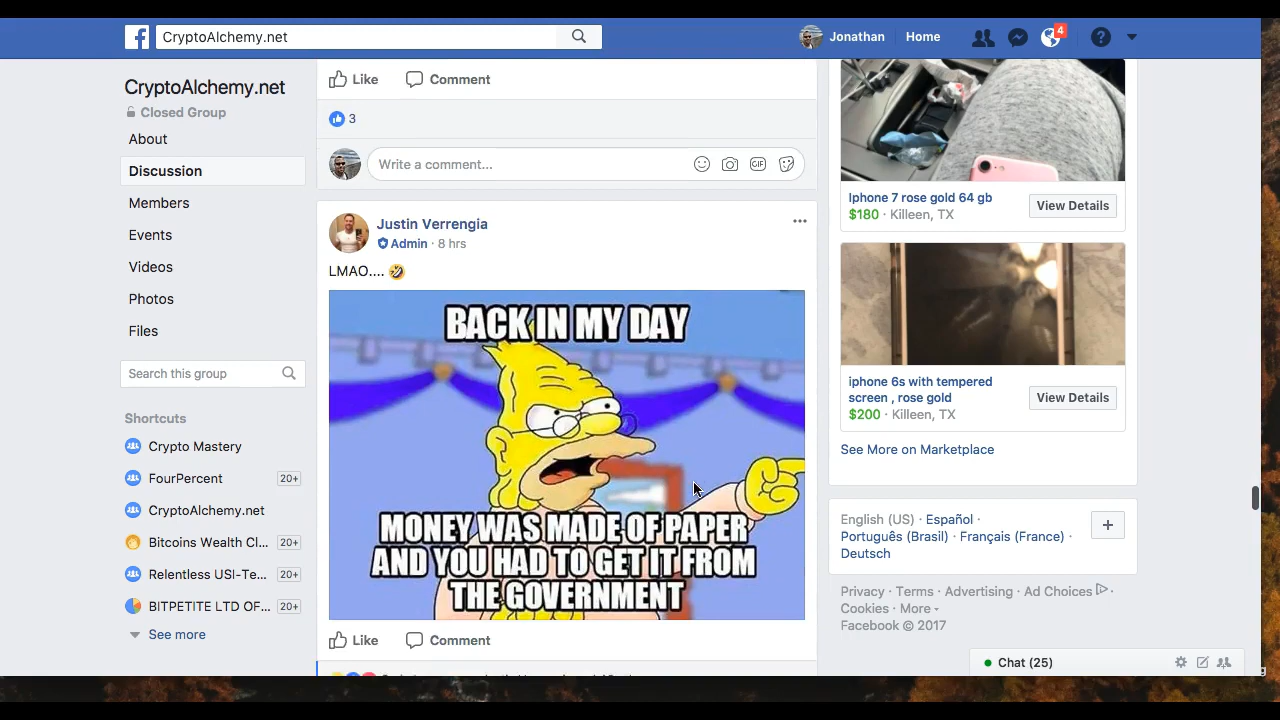 CryptoAlchemy.net
Jonathan
Home
4
CryptoAlchemy.net
Closed Group
About
Discussion
Members
Events
Videos
Photos
Files
Search this group
Shortcuts
Crypto Mastery
FourPercent 20+
CryptoAlchemy.net
Bitcoins Wealth Cl... 20+
Relentless USI-Te... 20+
BITPETITE LTD OF... 20+
See more
Like Comment
3
Write a comment...
GIF
Justin Verrengia
Admin · 8 hrs
LMAO....
BACK IN MY DAY
MONEY WAS MADE OF PAPER
AND YOU HAD TO GET IT FROM
THE GOVERNMENT
Like Comment
Iphone 7 rose gold 64 gb
$180 · Killeen, TX
View Details
iphone 6s with tempered
screen , rose gold
$200 · Killeen, TX
View Details
See More on Marketplace
English (US) · Español ·
Português (Brasil) · Français (France) ·
Deutsch
Privacy · Terms · Advertising · Ad Choices ·
Cookies · More
Facebook © 2017
Chat (25)